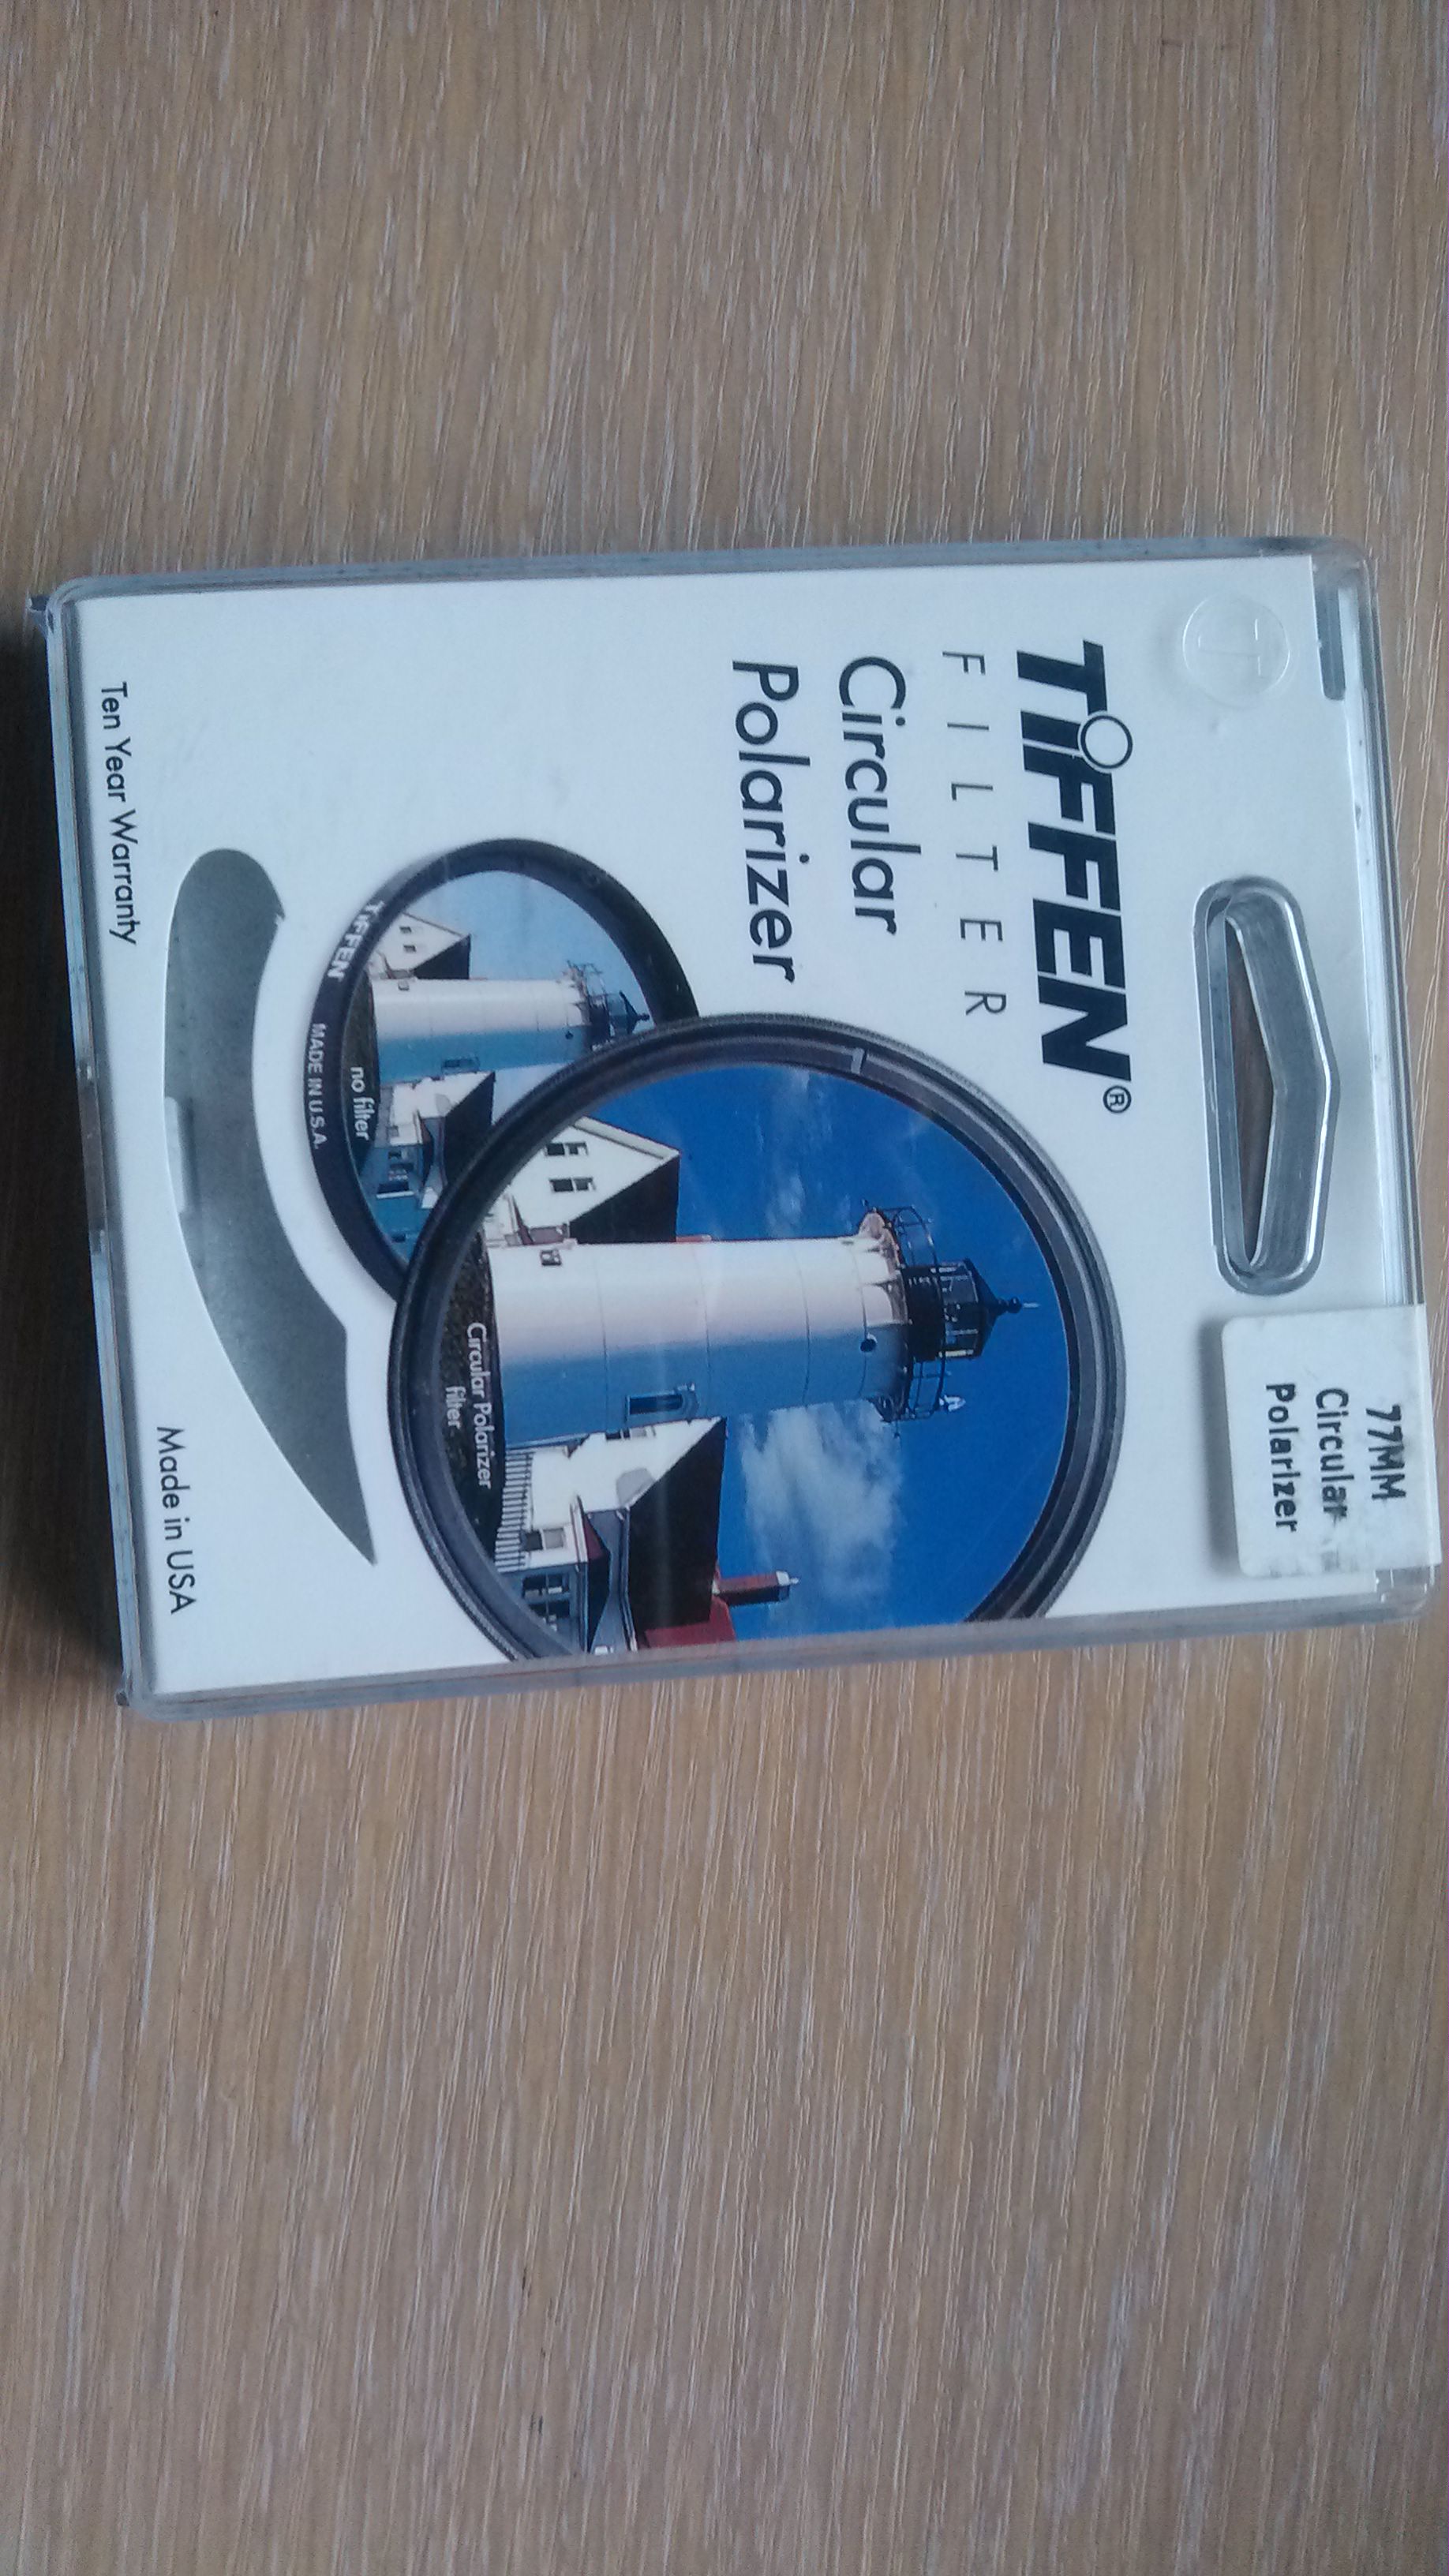 77MM
Circular
Polarizer
TIFFEN®
FILTER
Circular
Polarizer
TIFFEN
MADE IN U.S.A.
no filter
Circular Polarizer
filter
Ten Year Warranty
Made in USA